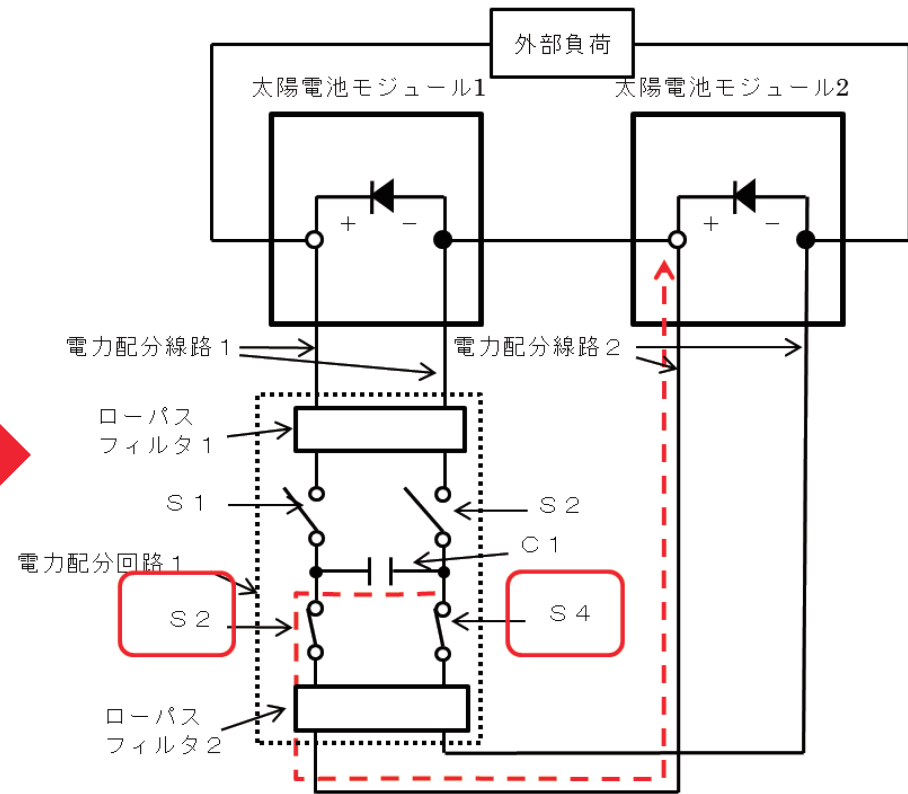 外部負荷
太陽電池モジュール1
太陽電池モジュール2
+ −
+ −
電力配分線路1
電力配分線路2
ローパス
フィルタ1
S1
S2
C1
電力配分回路1
S2
S4
ローパス
フィルタ2